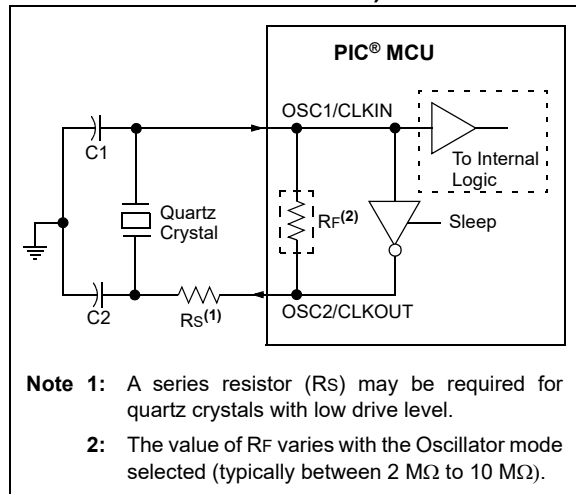 PIC® MCU
OSC1/CLKIN
C1
To Internal
Logic
Quartz
Crystal
RF(2)
Sleep
C2
RS(1)
OSC2/CLKOUT
Note 1: A series resistor (RS) may be required for
quartz crystals with low drive level.
2: The value of RF varies with the Oscillator mode
selected (typically between 2 MΩ to 10 MΩ).